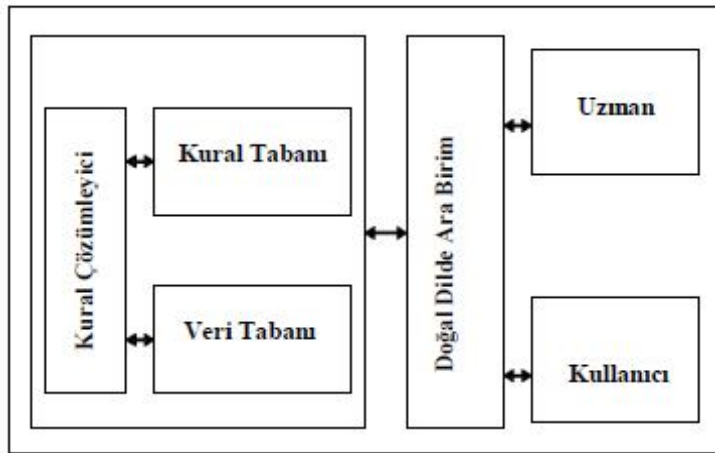 Kural Çözümleyici
Kural Tabanı
Veri Tabanı
Doğal Dilde Ara Birim
Uzman
Kullanıcı